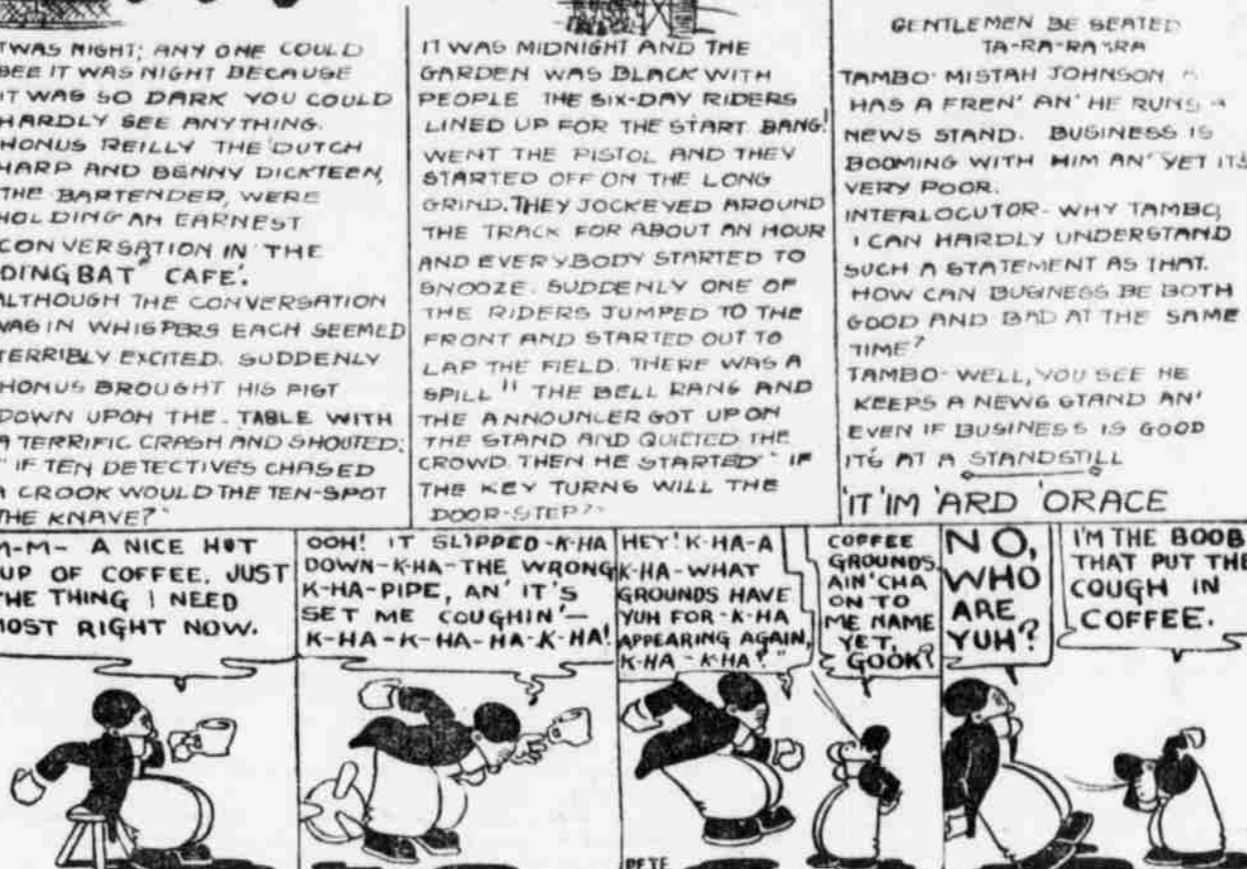 TWAS NIGHT; ANY ONE COULD
SEE IT WAS NIGHT BECAUSE
IT WAS SO DARK YOU COULD
HARDLY SEE ANYTHING.
HONUS REILLY THE DUTCH
HARP AND BENNY DICKTEEN,
THE BARTENDER, WERE
HOLDING AN EARNEST
CONVERSATION IN THE
DINGBAT" CAFE'.
ALTHOUGH THE CONVERSATION
WAS IN WHISPERS EACH SEEMED
TERRIBLY EXCITED. SUDDENLY
HONUS BROUGHT HIS FIST
DOWN UPON THE TABLE WITH
A TERRIFIC CRASH AND SHOUTED:
"IF TEN DETECTIVES CHASED
A CROOK WOULD THE TEN-SPOT
THE KNAVE?"
IT WAS MIDNIGHT AND THE
GARDEN WAS BLACK WITH
PEOPLE THE SIX-DAY RIDERS
LINED UP FOR THE START. BANG!
WENT THE PISTOL AND THEY
STARTED OFF ON THE LONG
GRIND. THEY JOCKEYED AROUND
THE TRACK FOR ABOUT AN HOUR
AND EVERYBODY STARTED TO
SNOOZE. SUDDENLY ONE OF
THE RIDERS JUMPED TO THE
FRONT AND STARTED OUT TO
LAP THE FIELD. THERE WAS A
SPILL!! THE BELL RANG AND
THE ANNOUNCER GOT UP ON
THE STAND AND QUIETED THE
CROWD. THEN HE STARTED "IF
THE KEY TURNS WILL THE
DOOR-STEP?"
GENTLEMEN BE SEATED
TA-RA-RA-RA
TAMBO- MISTAH JOHNSON
HAS A FREN' AN' HE RUNS A
NEWS STAND. BUSINESS IS
BOOMING WITH HIM AN' YET ITS
VERY POOR.
INTERLOCUTOR- WHY TAMBO,
I CAN HARDLY UNDERSTAND
SUCH A STATEMENT AS THAT.
HOW CAN BUSINESS BE BOTH
GOOD AND BAD AT THE SAME
TIME?
TAMBO- WELL, YOU SEE HE
KEEPS A NEWS STAND AN'
EVEN IF BUSINESS IS GOOD
IT'S AT A STANDSTILL
'IT 'IM 'ARD 'ORACE
M-M- A NICE HOT
CUP OF COFFEE. JUST
THE THING I NEED
MOST RIGHT NOW.
OOH! IT SLIPPED-K-HA
DOWN-K-HA-THE WRONG
K-HA-PIPE, AN' IT'S
SET ME COUGHIN'—
K-HA-K-HA-HA-K-HA!
HEY! K-HA-A
K-HA-WHAT
GROUNDS HAVE
YUH FOR-K-HA
APPEARING AGAIN,
K-HA-K-HA?"
COFFEE
GROUNDS.
AIN'CHA
ON TO
ME NAME
YET,
GOOK?
NO,
WHO
ARE
YUH?
I'M THE BOOB
THAT PUT THE
COUGH IN
COFFEE.
PETE